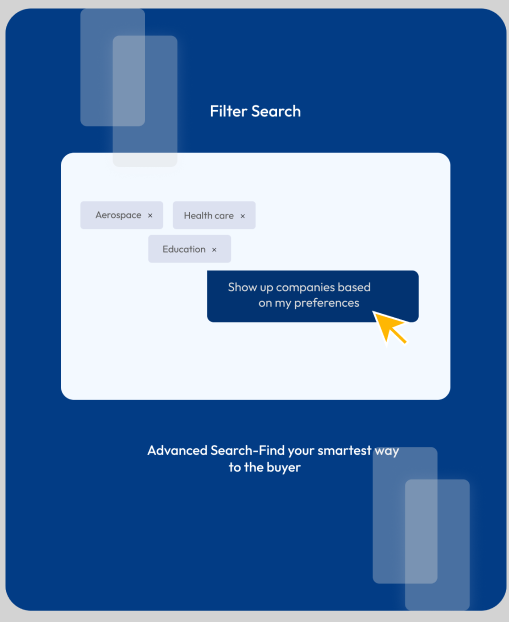 Filter Search
Aerospace ×
Health care ×
Education ×
Show up companies based
on my preferences
Advanced Search-Find your smartest way
to the buyer